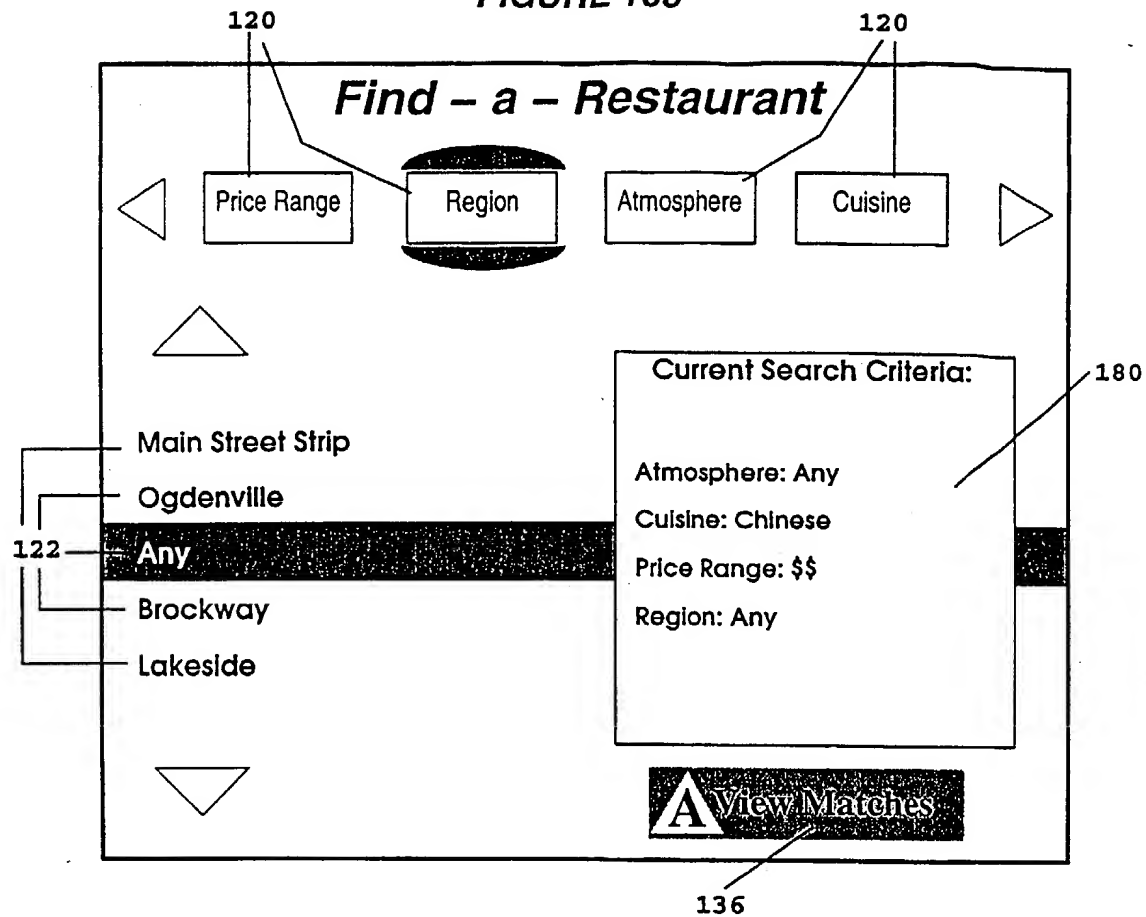 120 120
Find – a – Restaurant
Price Range Region Atmosphere Cuisine
Current Search Criteria:
180
Main Street Strip
Atmosphere: Any
Ogdenville
Cuisine: Chinese
122 Any
Price Range: $$
Brockway
Region: Any
Lakeside
A View Matches
136